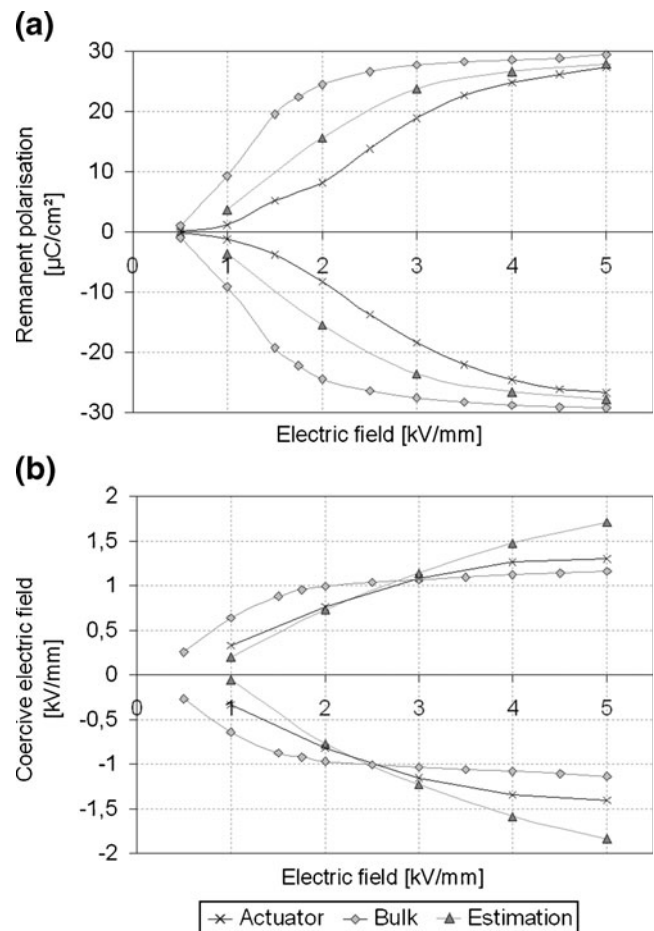 (a)
Remanent polarisation
[µC/cm²]
30
20
10
0
-10
-20
-30
0 1 2 3 4 5
Electric field [kV/mm]
(b)
Coercive electric field
[kV/mm]
2
1,5
1
0,5
0
-0,5
-1
-1,5
-2
0 1 2 3 4 5
Electric field [kV/mm]
Actuator Bulk Estimation